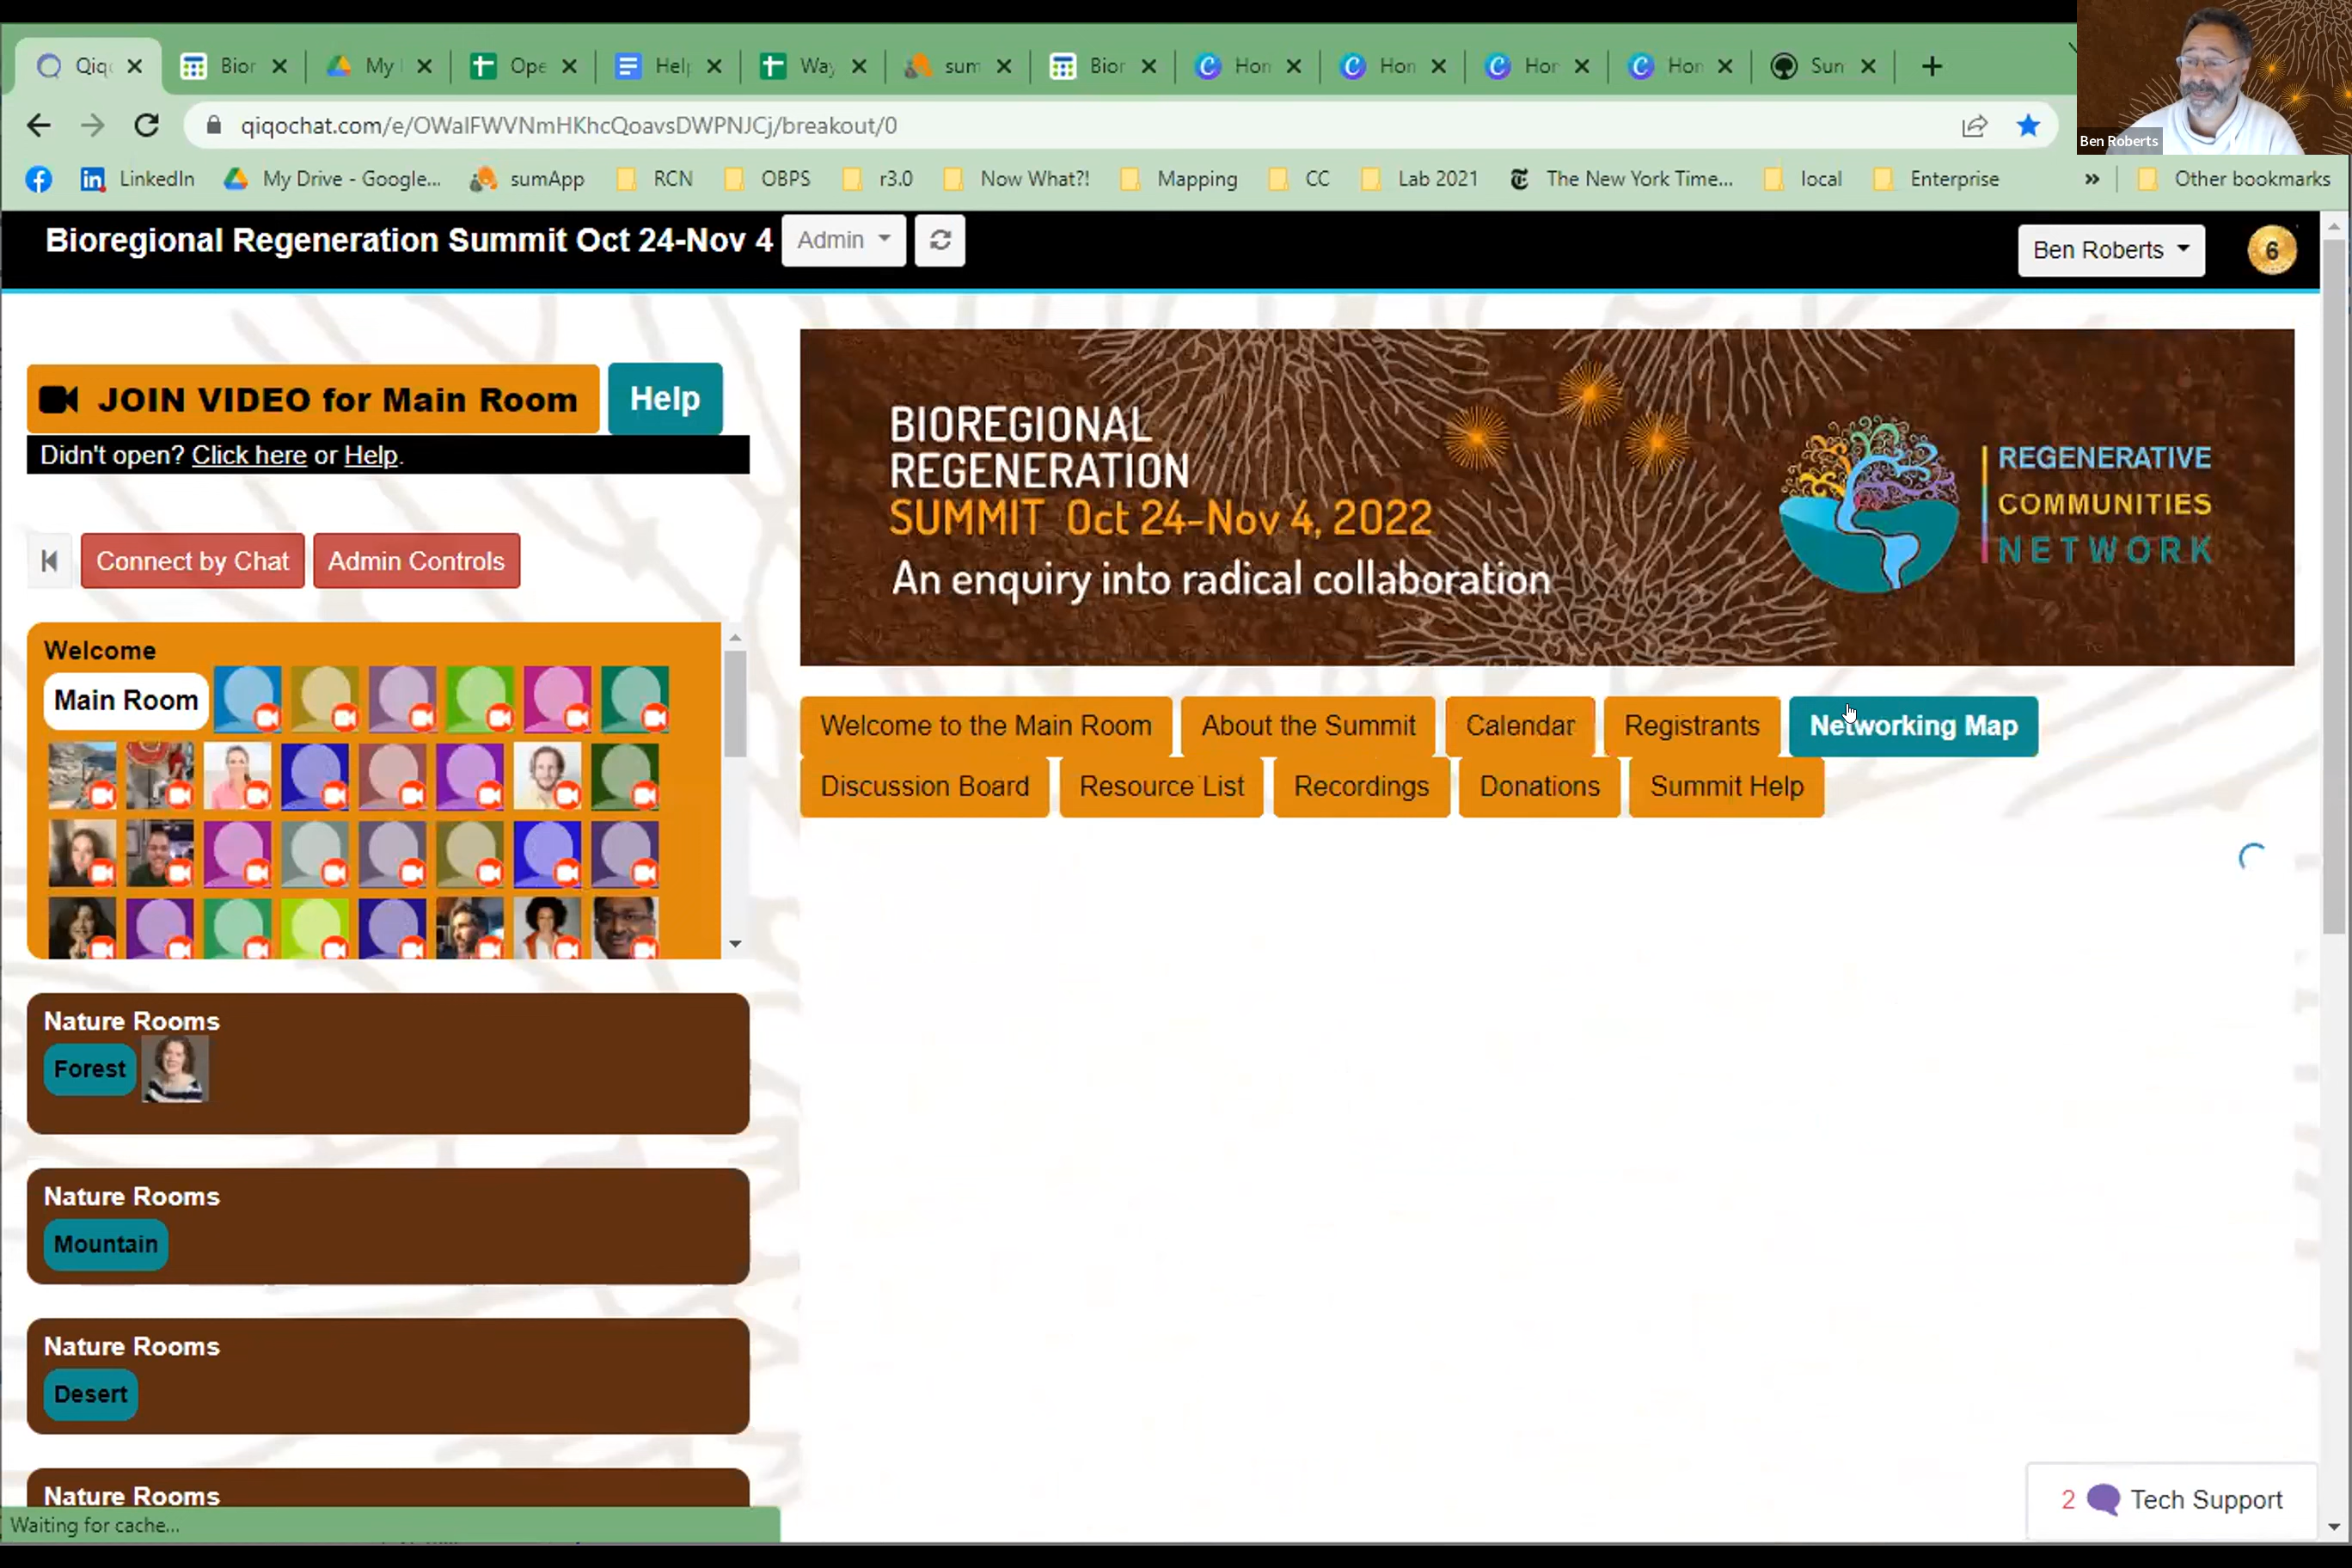 Qiqc
Bior
My
Ope
Help
Way
sum
Bior
Hon
Hon
Hor
Hon
Sun
qiqochat.com/e/OWaIFWVNmHKhcQoavsDWPNJCj/breakout/0
Ben Roberts
LinkedIn
My Drive - Google...
sumApp
RCN
OBPS
r3.0
Now What?!
Mapping
CC
Lab 2021
The New York Time...
local
Enterprise
»
Other bookmarks
Bioregional Regeneration Summit Oct 24-Nov 4
Admin
Ben Roberts
6
JOIN VIDEO for Main Room
Help
Didn't open? Click here or Help.
Connect by Chat
Admin Controls
BIOREGIONAL
REGENERATION
SUMMIT Oct 24-Nov 4, 2022
An enquiry into radical collaboration
REGENERATIVE
COMMUNITIES
NETWORK
Welcome
Main Room
Welcome to the Main Room
About the Summit
Calendar
Registrants
Networking Map
Discussion Board
Resource List
Recordings
Donations
Summit Help
Nature Rooms
Forest
Nature Rooms
Mountain
Nature Rooms
Desert
Nature Rooms
Waiting for cache...
2 Tech Support